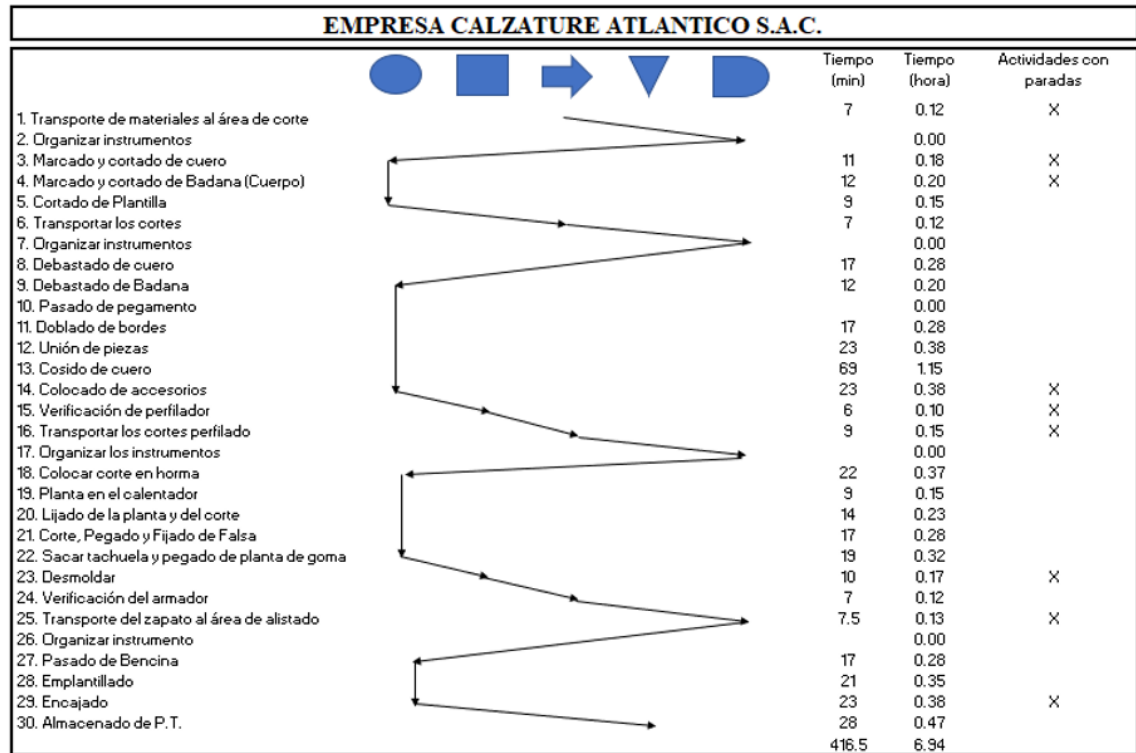 EMPRESA CALZATURE ATLANTICO S.A.C.
Tiempo (min) Tiempo (hora) Actividades con paradas
1. Transporte de materiales al área de corte 7 0.12 X
2. Organizar instrumentos 0.00
3. Marcado y cortado de cuero 11 0.18 X
4. Marcado y cortado de Badana (Cuerpo) 12 0.20 X
5. Cortado de Plantilla 9 0.15
6. Transportar los cortes 7 0.12
7. Organizar instrumentos 0.00
8. Debastado de cuero 17 0.28
9. Debastado de Badana 12 0.20
10. Pasado de pegamento 0.00
11. Doblado de bordes 17 0.28
12. Unión de piezas 23 0.38
13. Cosido de cuero 69 1.15
14. Colocado de accesorios 23 0.38 X
15. Verificación de perfilador 6 0.10 X
16. Transportar los cortes perfilado 9 0.15 X
17. Organizar los instrumentos 0.00
18. Colocar corte en horma 22 0.37
19. Planta en el calentador 9 0.15
20. Lijado de la planta y del corte 14 0.23
21. Corte, Pegado y Fijado de Falsa 17 0.28
22. Sacar tachuela y pegado de planta de goma 19 0.32
23. Desmoldar 10 0.17 X
24. Verificación del armador 7 0.12
25. Transporte del zapato al área de alistado 7.5 0.13 X
26. Organizar instrumento 0.00
27. Pasado de Bencina 17 0.28
28. Emplantillado 21 0.35
29. Encajado 23 0.38 X
30. Almacenado de P.T. 28 0.47
416.5 6.94